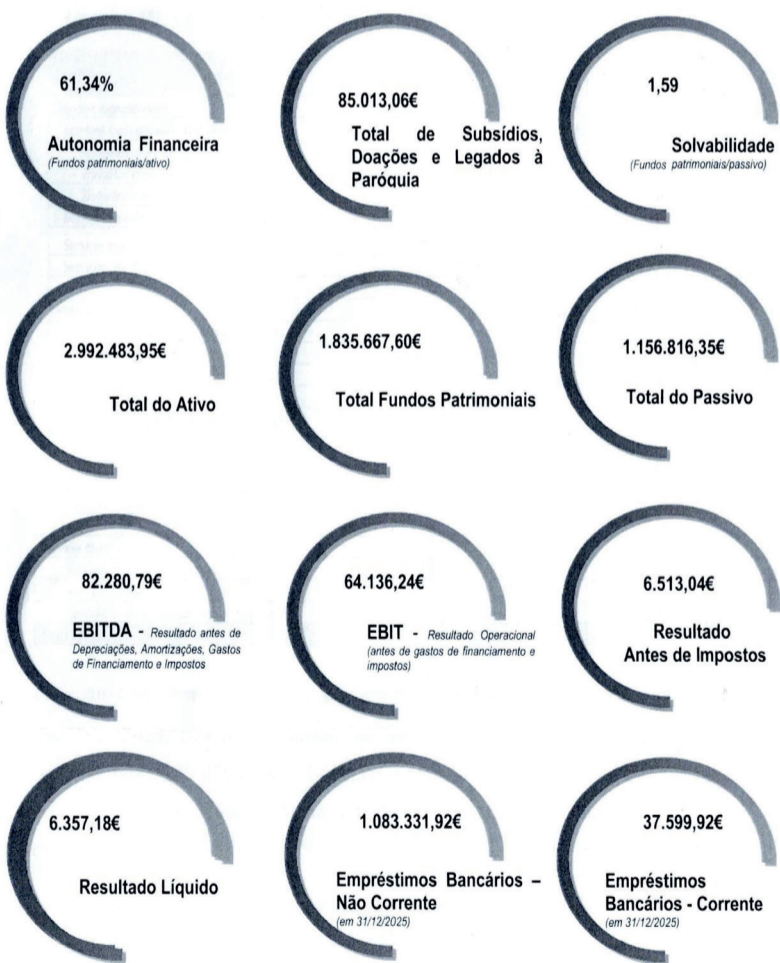 61,34%
Autonomia Financeira
(Fundos patrimoniais/ativo)
85.013,06€
Total de Subsídios,
Doações e Legados à
Paróquia
1,59
Solvabilidade
(Fundos patrimoniais/passivo)
2.992.483,95€
Total do Ativo
1.835.667,60€
Total Fundos Patrimoniais
1.156.816,35€
Total do Passivo
82.280,79€
EBITDA - Resultado antes de
Depreciações, Amortizações, Gastos
de Financiamento e Impostos
64.136,24€
EBIT - Resultado Operacional
(antes de gastos de financiamento e
impostos)
6.513,04€
Resultado
Antes de Impostos
6.357,18€
Resultado Líquido
1.083.331,92€
Empréstimos Bancários –
Não Corrente
(em 31/12/2025)
37.599,92€
Empréstimos
Bancários - Corrente
(em 31/12/2025)